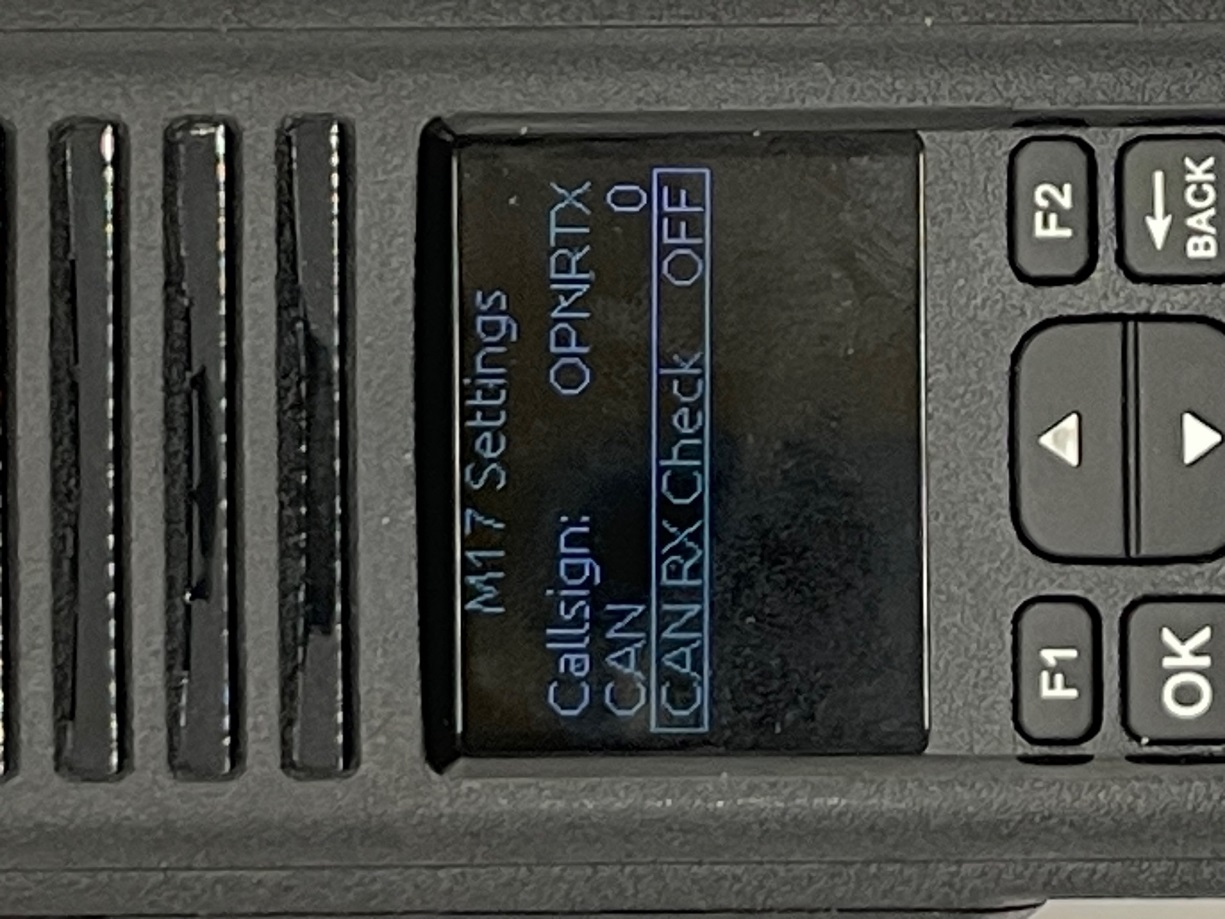 M17 Settings
Callsign: OPNRTX
CAN 0
CAN RX Check OFF
F1
F2
OK
BACK